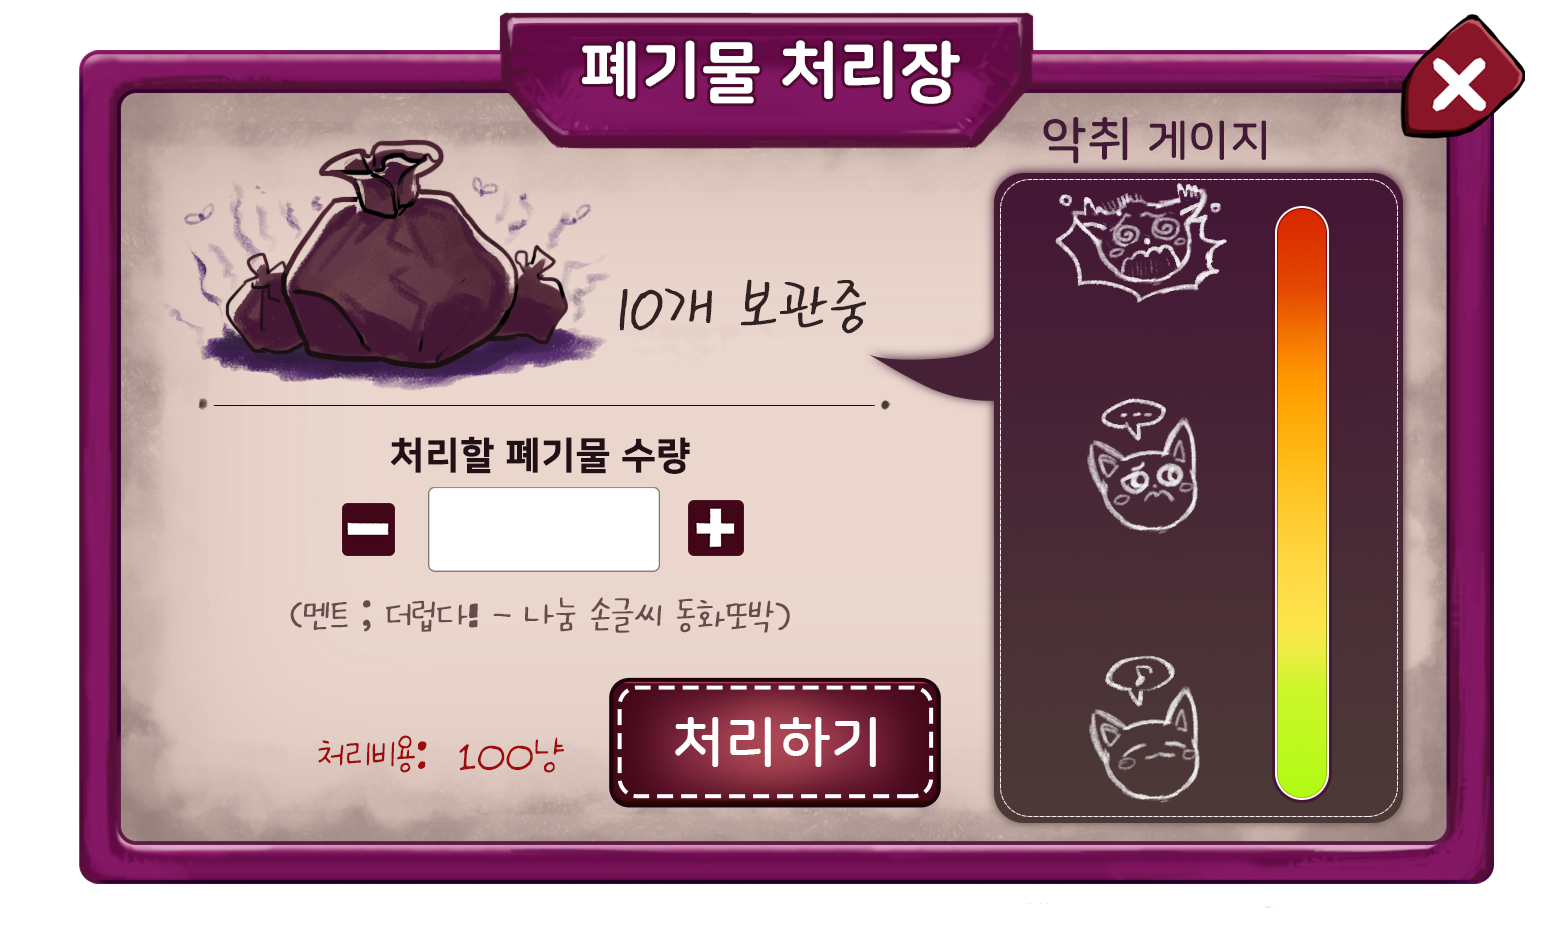 폐기물 처리장
악취 게이지
10개 보관중
처리할 폐기물 수량
(멘트 ; 더럽다! - 나눔 손글씨 동화또박)
처리비용: 100냥
처리하기